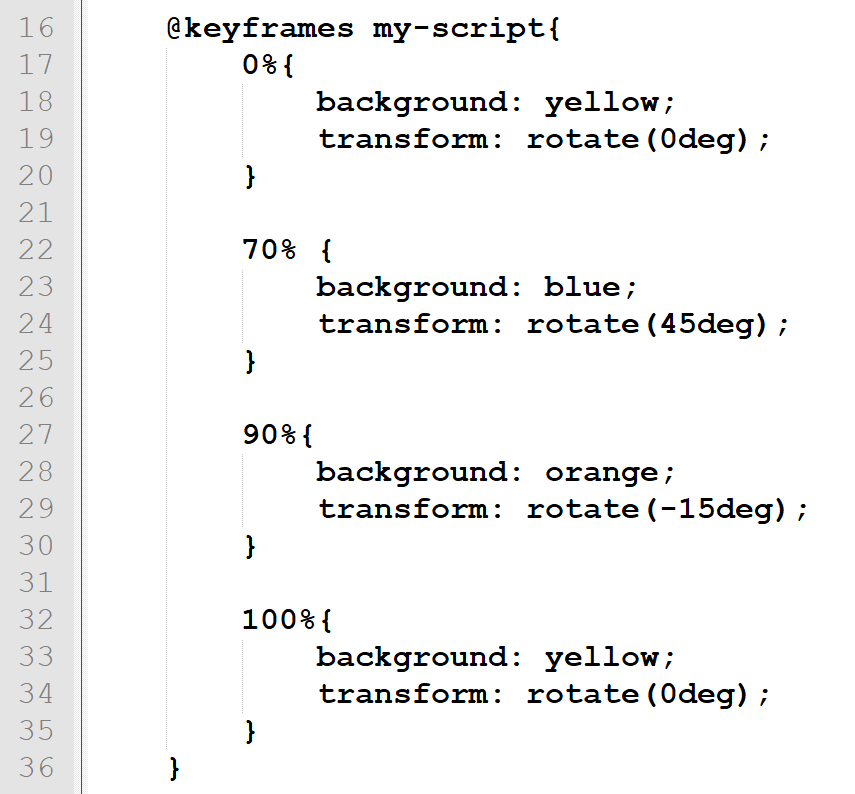 16 @keyframes my-script{
17 0%{
18 background: yellow;
19 transform: rotate(0deg);
20 }
21
22 70% {
23 background: blue;
24 transform: rotate(45deg);
25 }
26
27 90%{
28 background: orange;
29 transform: rotate(-15deg);
30 }
31
32 100%{
33 background: yellow;
34 transform: rotate(0deg);
35 }
36 }